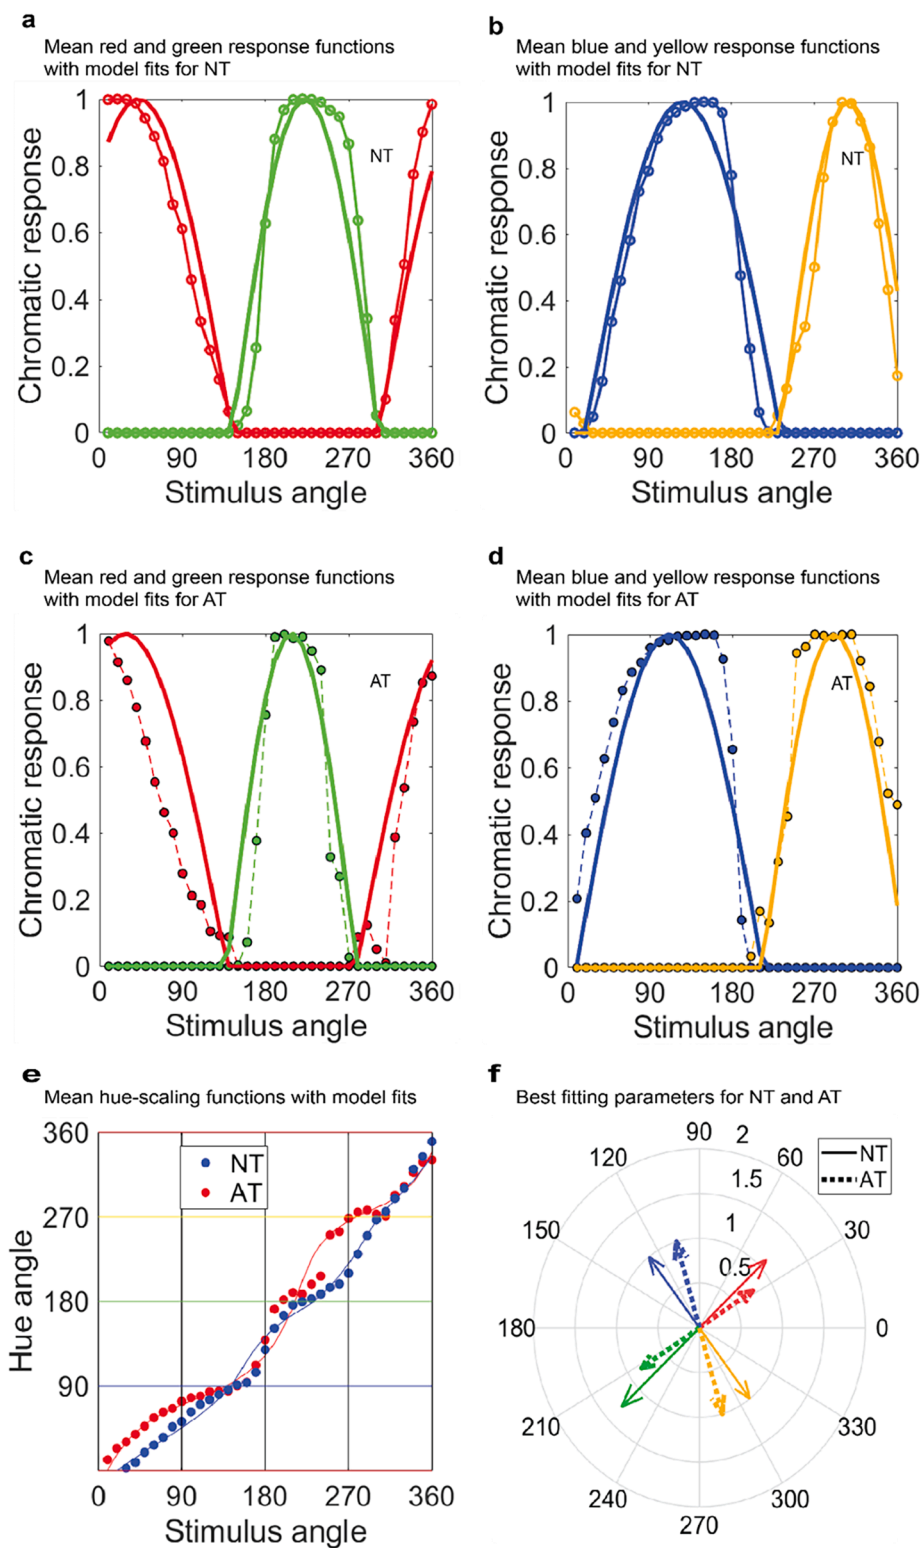 a
Mean red and green response functions
with model fits for NT
1
0.8
0.6
0.4
0.2
0
Chromatic response
NT
0 90 180 270 360
Stimulus angle
b
Mean blue and yellow response functions
with model fits for NT
1
0.8
0.6
0.4
0.2
0
Chromatic response
NT
0 90 180 270 360
Stimulus angle
c
Mean red and green response functions
with model fits for AT
1
0.8
0.6
0.4
0.2
0
Chromatic response
AT
0 90 180 270 360
Stimulus angle
d
Mean blue and yellow response functions
with model fits for AT
1
0.8
0.6
0.4
0.2
0
Chromatic response
AT
0 90 180 270 360
Stimulus angle
e
Mean hue-scaling functions with model fits
360
270
180
90
Hue angle
NT
AT
0 90 180 270 360
Stimulus angle
f
Best fitting parameters for NT and AT
90 2
120 60
1.5
150 1 30
0.5
180 0
210 330
240 300
270
NT
AT